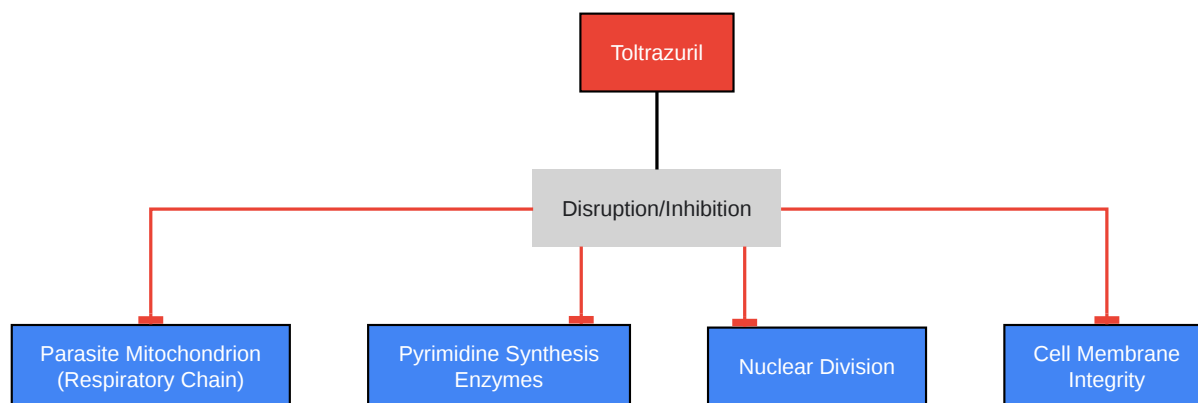 Toltrazuril
Disruption/Inhibition
Parasite Mitochondrion
(Respiratory Chain)
Pyrimidine Synthesis
Enzymes
Nuclear Division
Cell Membrane
Integrity